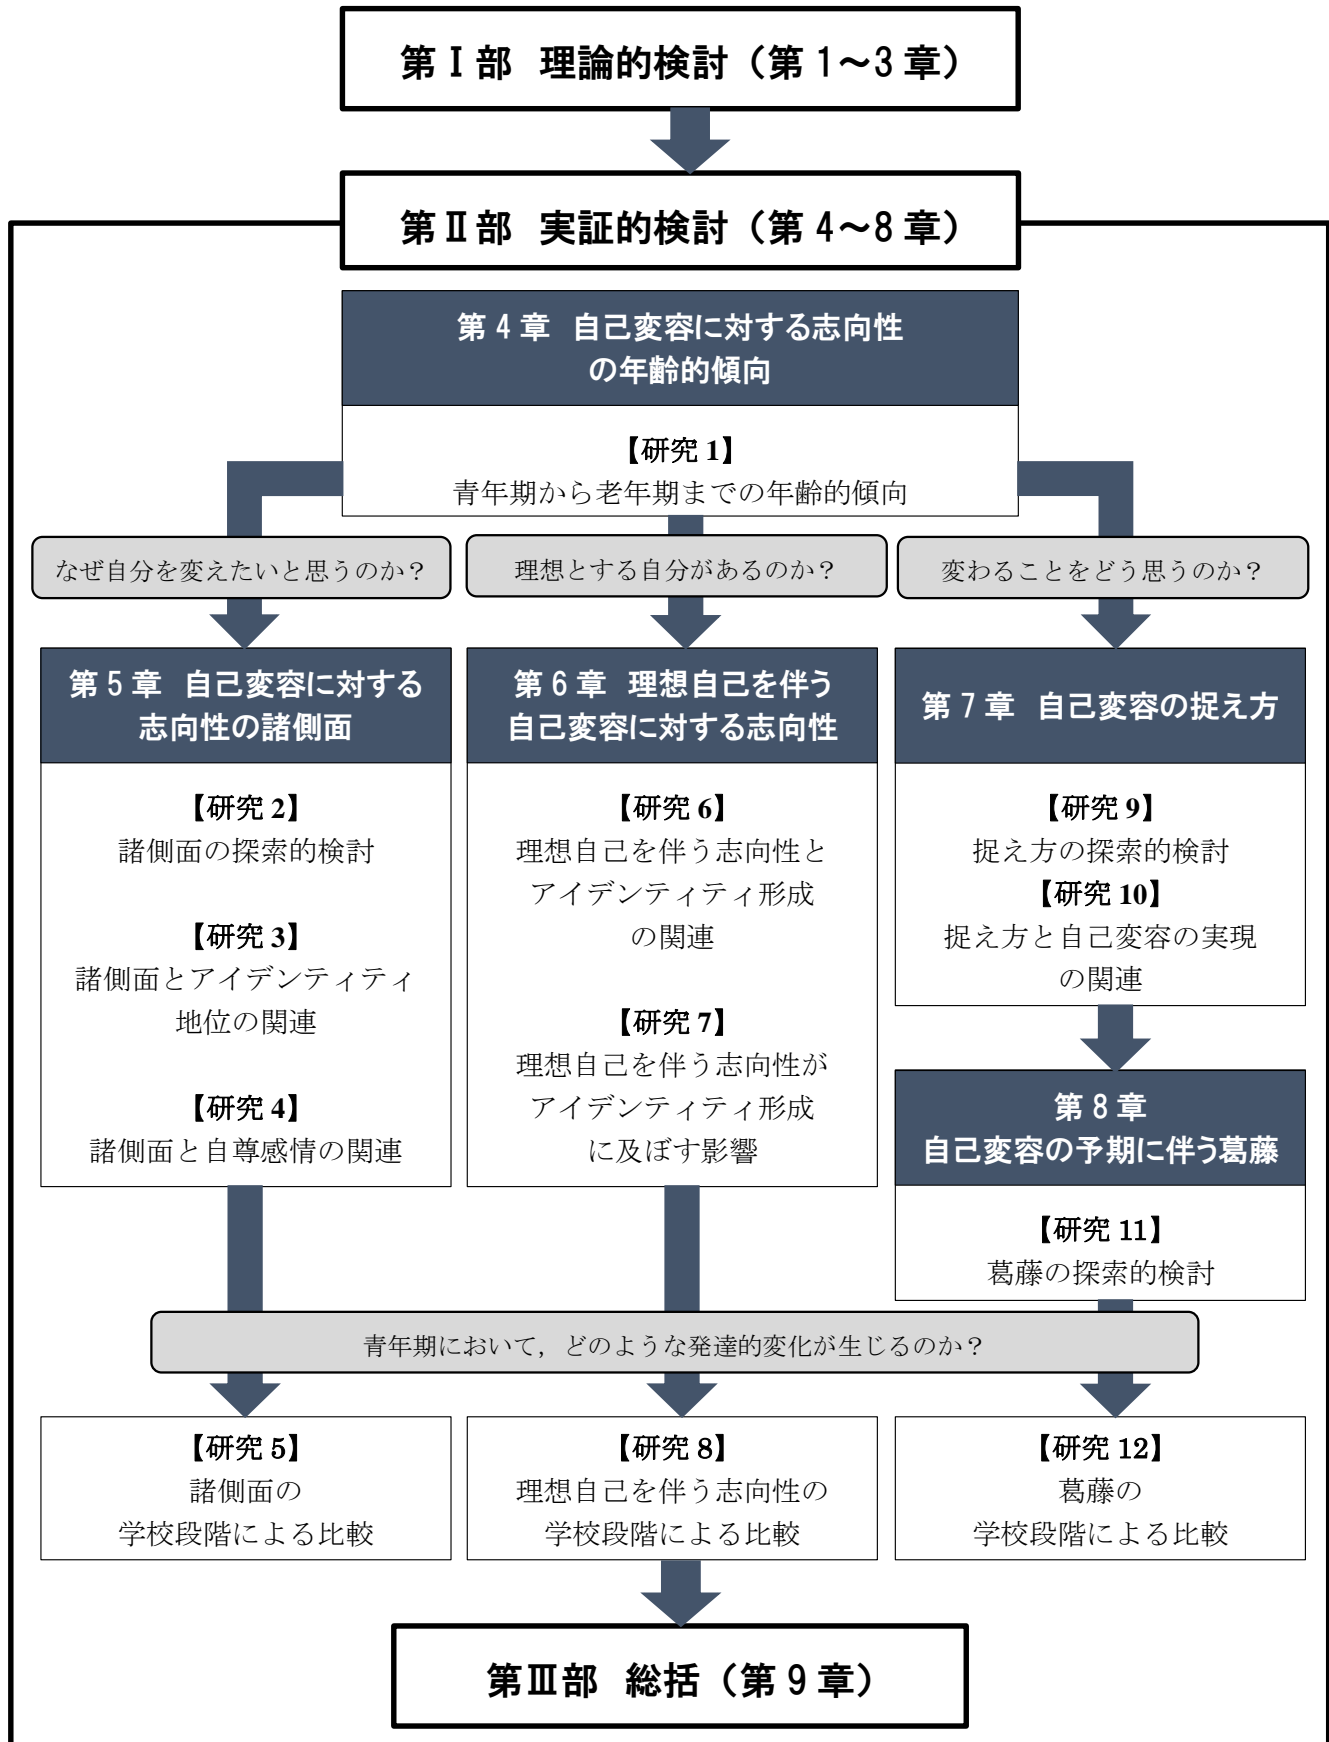 第Ⅰ部 理論的検討（第 1～3 章）
第Ⅱ部 実証的検討（第 4～8 章）
第 4 章 自己変容に対する志向性
の年齢的傾向
【研究 1】
青年期から老年期までの年齢的傾向
なぜ自分を変えたいと思うのか？
理想とする自分があるのか？
変わることをどう思うのか？
第 5 章 自己変容に対する
志向性の諸側面
【研究 2】
諸側面の探索的検討
【研究 3】
諸側面とアイデンティティ
地位の関連
【研究 4】
諸側面と自尊感情の関連
第 6 章 理想自己を伴う
自己変容に対する志向性
【研究 6】
理想自己を伴う志向性と
アイデンティティ形成
の関連
【研究 7】
理想自己を伴う志向性が
アイデンティティ形成
に及ぼす影響
第 7 章 自己変容の捉え方
【研究 9】
捉え方の探索的検討
【研究 10】
捉え方と自己変容の実現
の関連
第 8 章
自己変容の予期に伴う葛藤
【研究 11】
葛藤の探索的検討
青年期において，どのような発達的変化が生じるのか？
【研究 5】
諸側面の
学校段階による比較
【研究 8】
理想自己を伴う志向性の
学校段階による比較
【研究 12】
葛藤の
学校段階による比較
第Ⅲ部 総括（第 9 章）